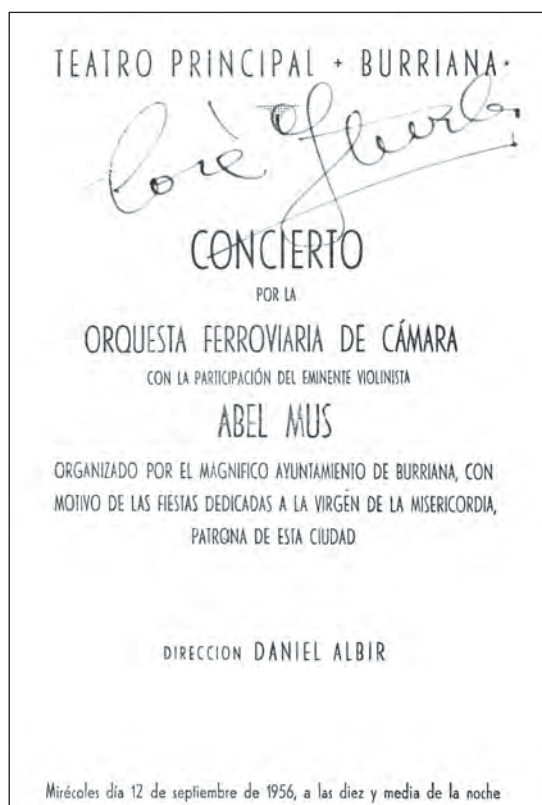 TEATRO PRINCIPAL + BURRIANA
CONCIERTO
POR LA
ORQUESTA FERROVIARIA DE CÁMARA
CON LA PARTICIPACIÓN DEL EMINENTE VIOLINISTA
ABEL MUS
ORGANIZADO POR EL MAGNIFICO AYUNTAMIENTO DE BURRIANA, CON
MOTIVO DE LAS FIESTAS DEDICADAS A LA VIRGEN DE LA MISERICORDIA,
PATRONA DE ESTA CIUDAD
DIRECCION DANIEL ALBIR
Mirécoles día 12 de septiembre de 1956, a las diez y media de la noche